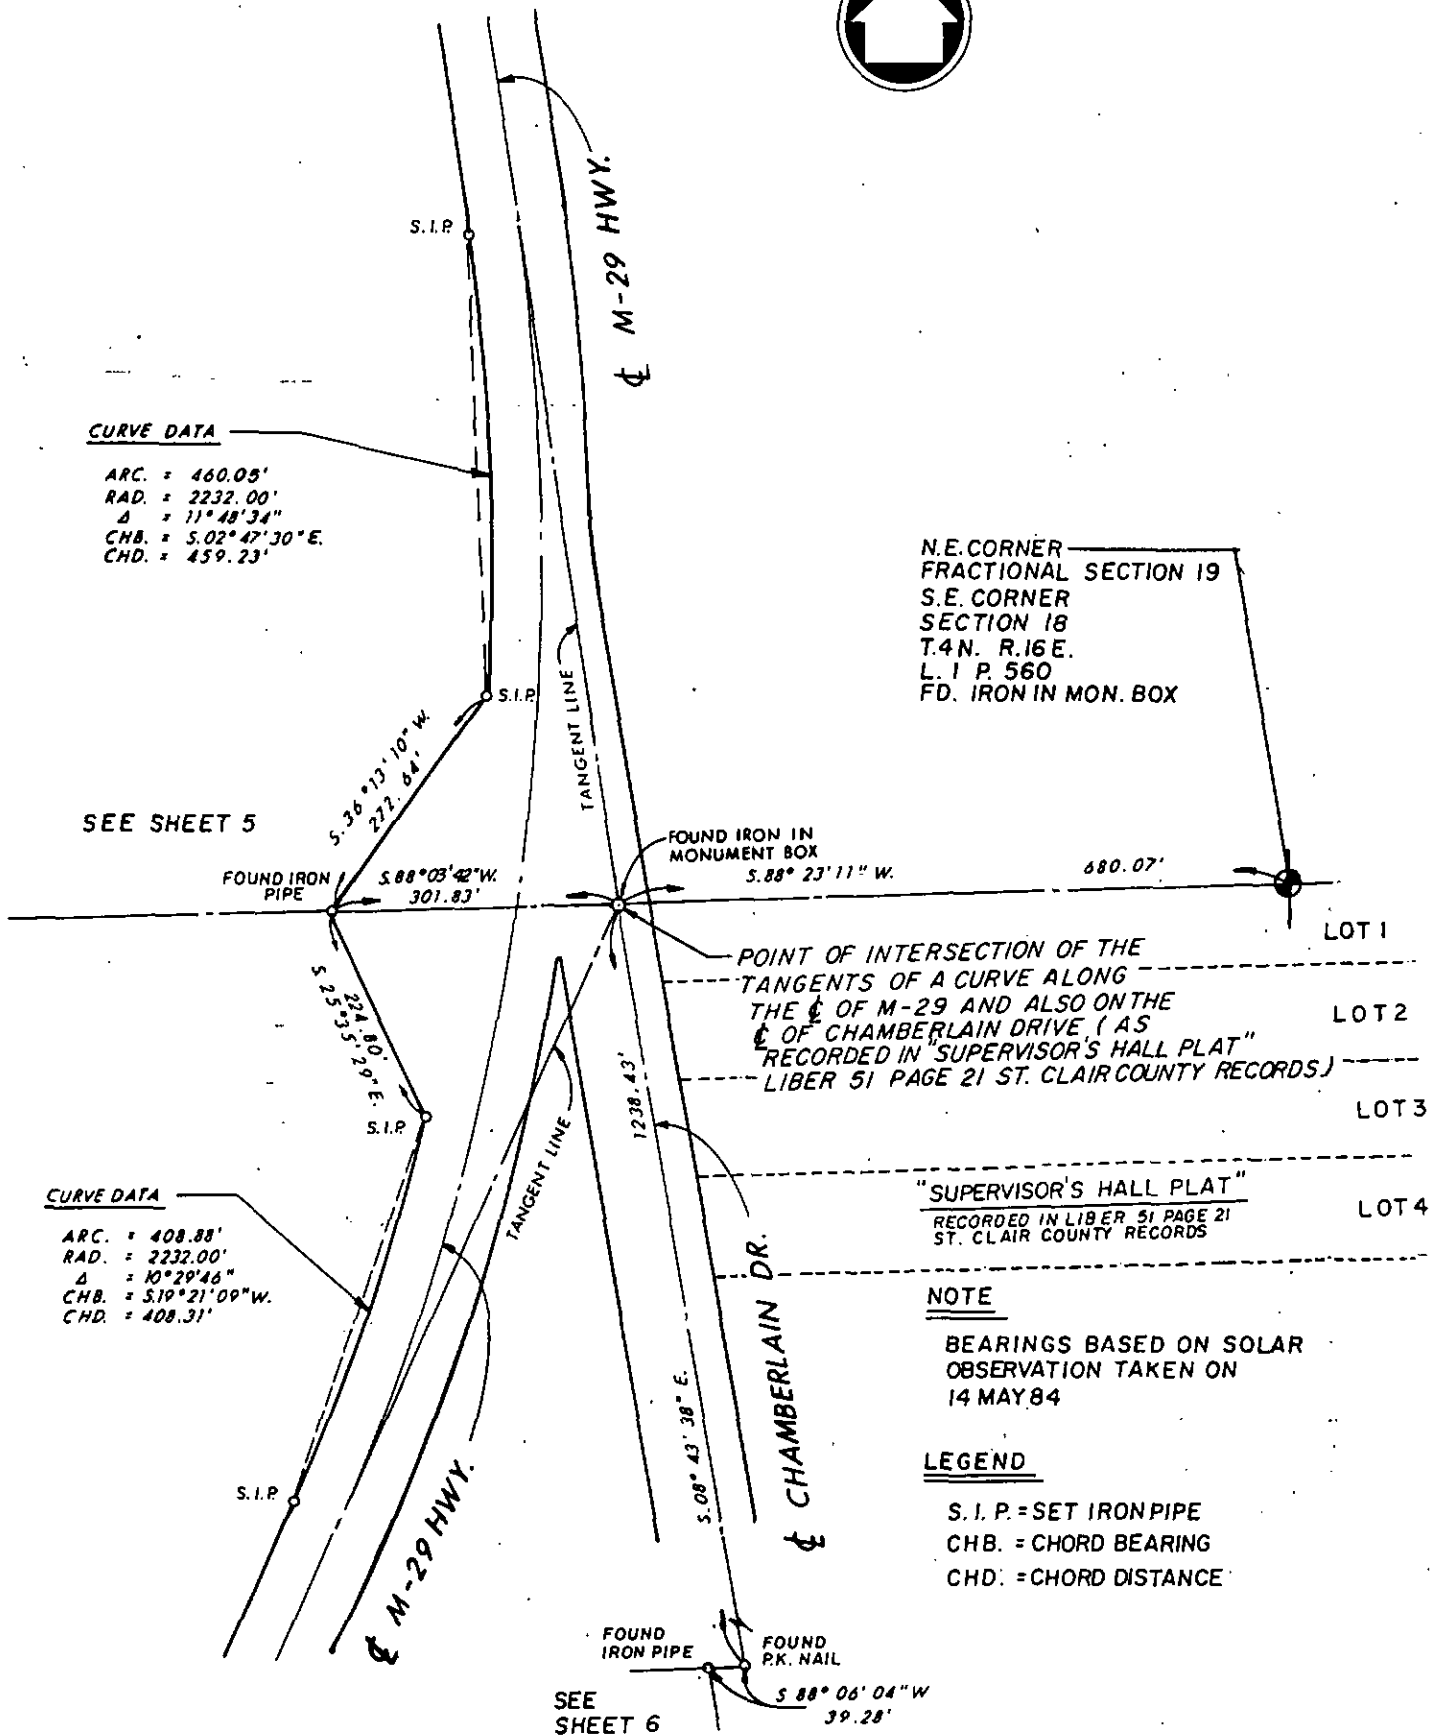 S.I.P.
₵ M-29 HWY.
CURVE DATA
ARC. = 460.05'
RAD. = 2232.00'
Δ = 11°48'34"
CHB. = S.02°47'30"E.
CHD. = 459.23'
N.E. CORNER
FRACTIONAL SECTION 19
S.E. CORNER
SECTION 18
T.4N. R.16E.
L. 1 P. 560
FD. IRON IN MON. BOX
S.I.P.
TANGENT LINE
S.36°13'10"W.
272.64'
SEE SHEET 5
FOUND IRON
PIPE
S.88°03'42"W.
301.83'
FOUND IRON IN
MONUMENT BOX
S.88°23'11"W.
680.07'
LOT 1
POINT OF INTERSECTION OF THE
TANGENTS OF A CURVE ALONG
THE ₵ OF M-29 AND ALSO ON THE
₵ OF CHAMBERLAIN DRIVE (AS
RECORDED IN "SUPERVISOR'S HALL PLAT"
LIBER 51 PAGE 21 ST. CLAIR COUNTY RECORDS.)
LOT 2
LOT 3
224.80'
S 25°35'29"E.
S.I.P.
1238.43'
TANGENT LINE
"SUPERVISOR'S HALL PLAT"
RECORDED IN LIBER 51 PAGE 21
ST. CLAIR COUNTY RECORDS
LOT 4
CURVE DATA
ARC. = 408.88'
RAD. = 2232.00'
Δ = 10°29'46"
CHB. = S.19°21'09"W.
CHD. = 408.31'
NOTE
BEARINGS BASED ON SOLAR
OBSERVATION TAKEN ON
14 MAY 84
S.08°43'38"E.
₵ CHAMBERLAIN DR.
LEGEND
S.I.P. = SET IRON PIPE
CHB. = CHORD BEARING
CHD. = CHORD DISTANCE
S.I.P.
₵ M-29 HWY.
FOUND
IRON PIPE
FOUND
P.K. NAIL
S 88°06'04"W
39.28'
SEE
SHEET 6